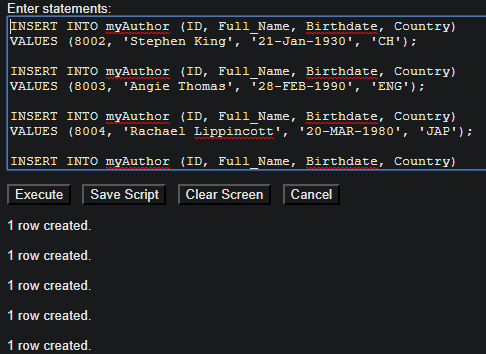 Enter statements:
INSERT INTO myAuthor (ID, Full_Name, Birthdate, Country)
VALUES (8002, 'Stephen King', '21-Jan-1930', 'CH');
INSERT INTO myAuthor (ID, Full_Name, Birthdate, Country)
VALUES (8003, 'Angie Thomas', '28-FEB-1990', 'ENG');
INSERT INTO myAuthor (ID, Full_Name, Birthdate, Country)
VALUES (8004, 'Rachael Lippincott', '20-MAR-1980', 'JAP');
INSERT INTO myAuthor (ID, Full_Name, Birthdate, Country)
Execute Save Script Clear Screen Cancel
1 row created.
1 row created.
1 row created.
1 row created.
1 row created.